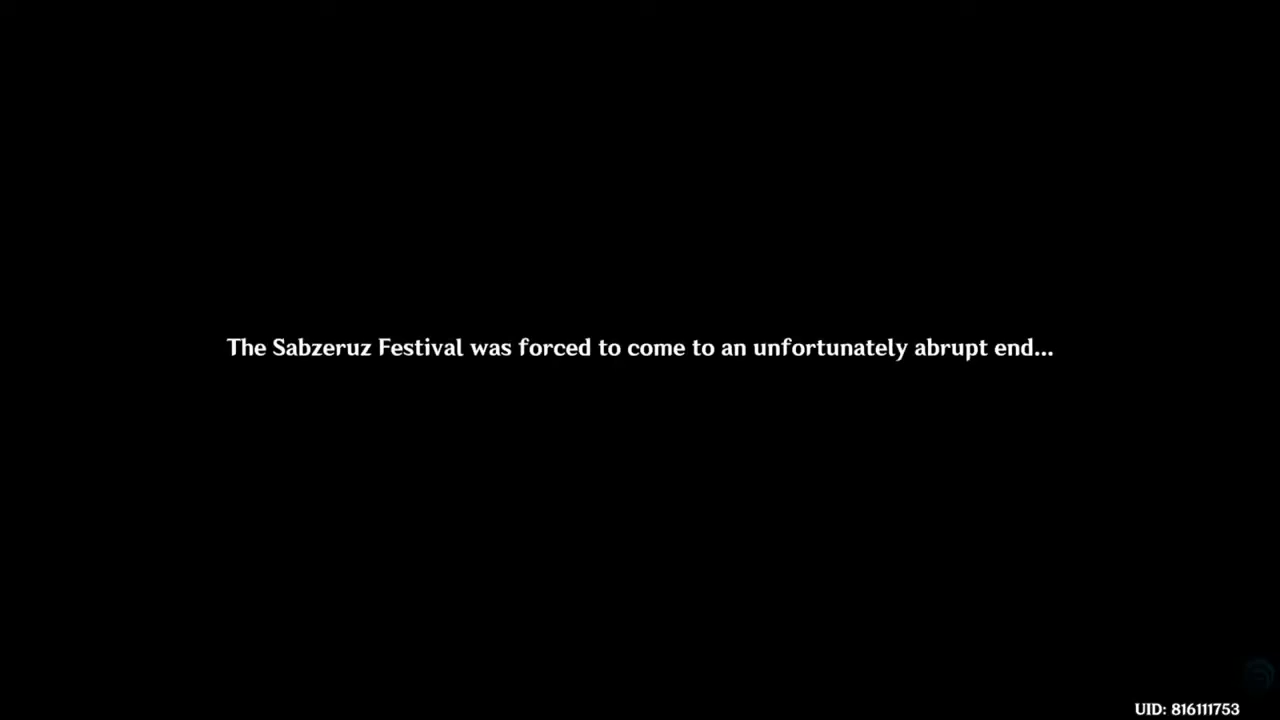 The Sabzeruz Festival was forced to come to an unfortunately abrupt end...
UID: 816111753